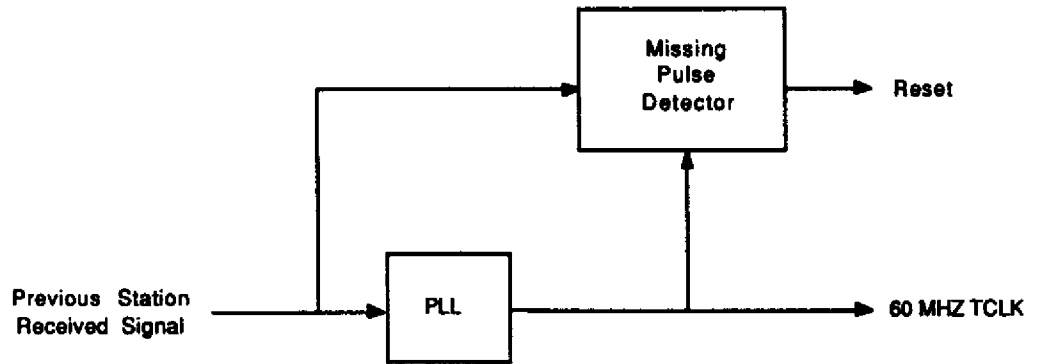 Missing
Pulse
Detector
Reset
Previous Station
Received Signal
PLL
60 MHZ TCLK